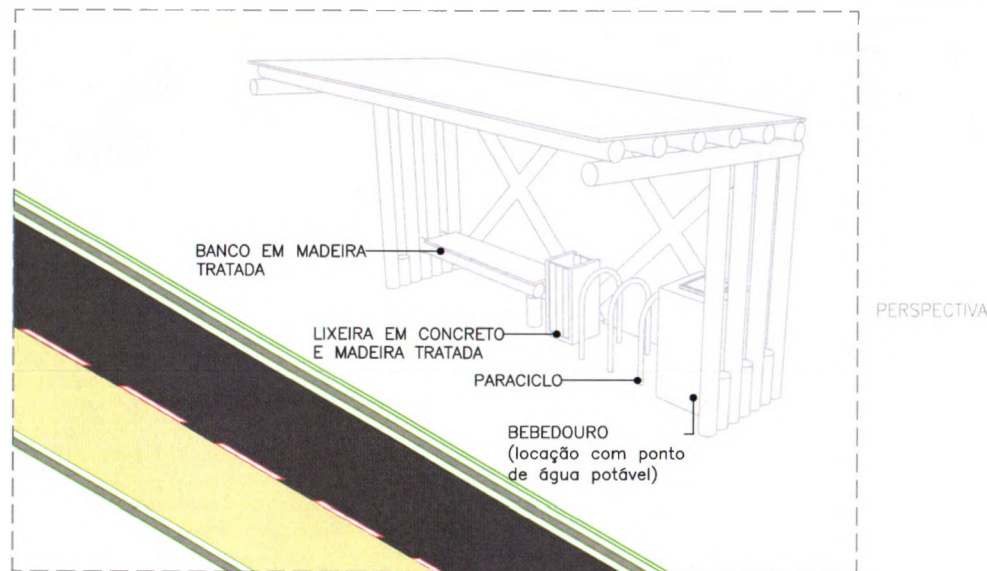 BANCO EM MADEIRA
TRATADA
LIXEIRA EM CONCRETO
E MADEIRA TRATADA
PARACICLO
BEBEDOURO
(locação com ponto
de água potável)
PERSPECTIVA